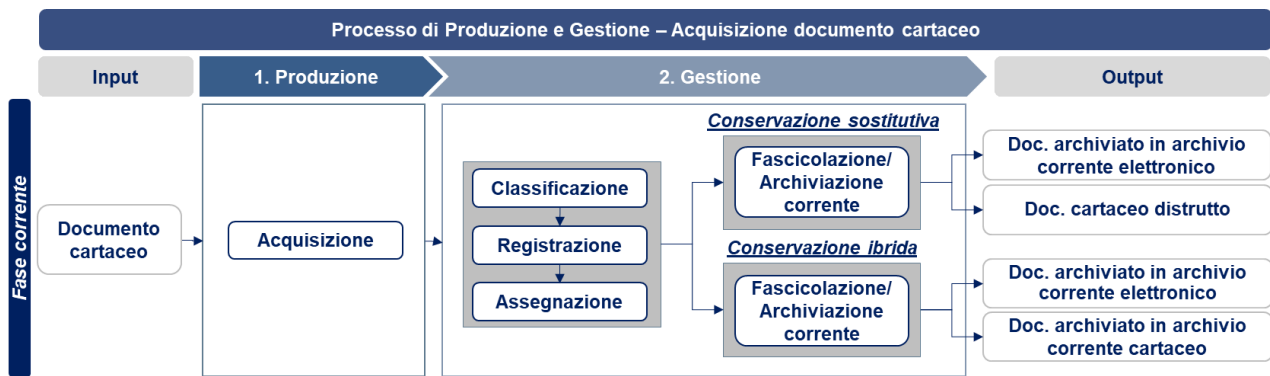 Processo di Produzione e Gestione – Acquisizione documento cartaceo
Input
1. Produzione
2. Gestione
Output
Fase corrente
Documento
cartaceo
Acquisizione
Classificazione
Registrazione
Assegnazione
Conservazione sostitutiva
Fascicolazione/
Archiviazione
corrente
Conservazione ibrida
Fascicolazione/
Archiviazione
corrente
Doc. archiviato in archivio
corrente elettronico
Doc. cartaceo distrutto
Doc. archiviato in archivio
corrente elettronico
Doc. archiviato in archivio
corrente cartaceo